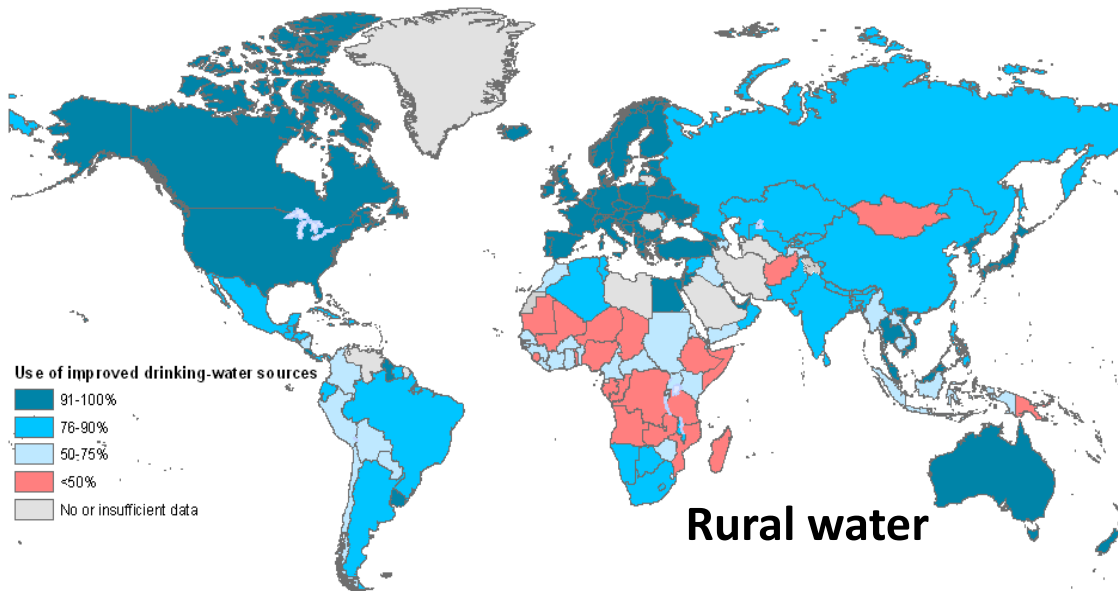 Use of improved drinking-water sources
91-100%
76-90%
50-75%
<50%
No or insufficient data
Rural water